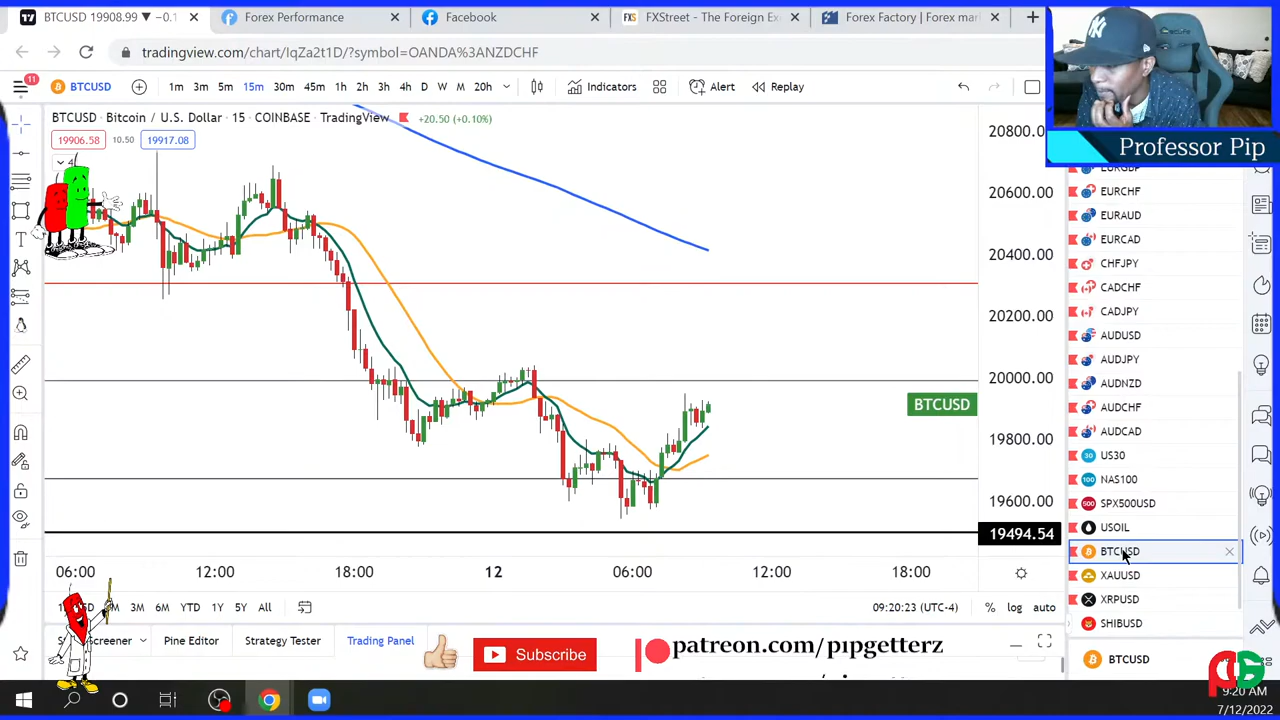 BTCUSD 19908.99 ▼ −0.1
Forex Performance
Facebook
FXStreet - The Foreign Ex
Forex Factory | Forex mar
tradingview.com/chart/IqZa2t1D/?symbol=OANDA%3ANZDCHF
11
BTCUSD
1m 3m 5m 15m 30m 45m 1h 2h 3h 4h D W M 20h
Indicators
Alert
Replay
BTCUSD · Bitcoin / U.S. Dollar · 15 · COINBASE · TradingView
+20.50 (+0.10%)
19906.58
10.50
19917.08
4
Professor Pip
20800.00
20600.00
20400.00
20200.00
20000.00
19800.00
19600.00
19494.54
BTCUSD
EURGBP
EURCHF
EURAUD
EURCAD
CHFJPY
CADCHF
CADJPY
AUDUSD
AUDJPY
AUDNZD
AUDCHF
AUDCAD
30 US30
100 NAS100
500 SPX500USD
USOIL
BTCUSD
XAUUSD
XRPUSD
SHIBUSD
BTCUSD
06:00 12:00 18:00 12 06:00 12:00 18:00
3M 6M YTD 1Y 5Y All
09:20:23 (UTC-4)
% log auto
Screener
Pine Editor
Strategy Tester
Trading Panel
Subscribe
patreon.com/pipgetterz
9:20 AM
7/12/2022